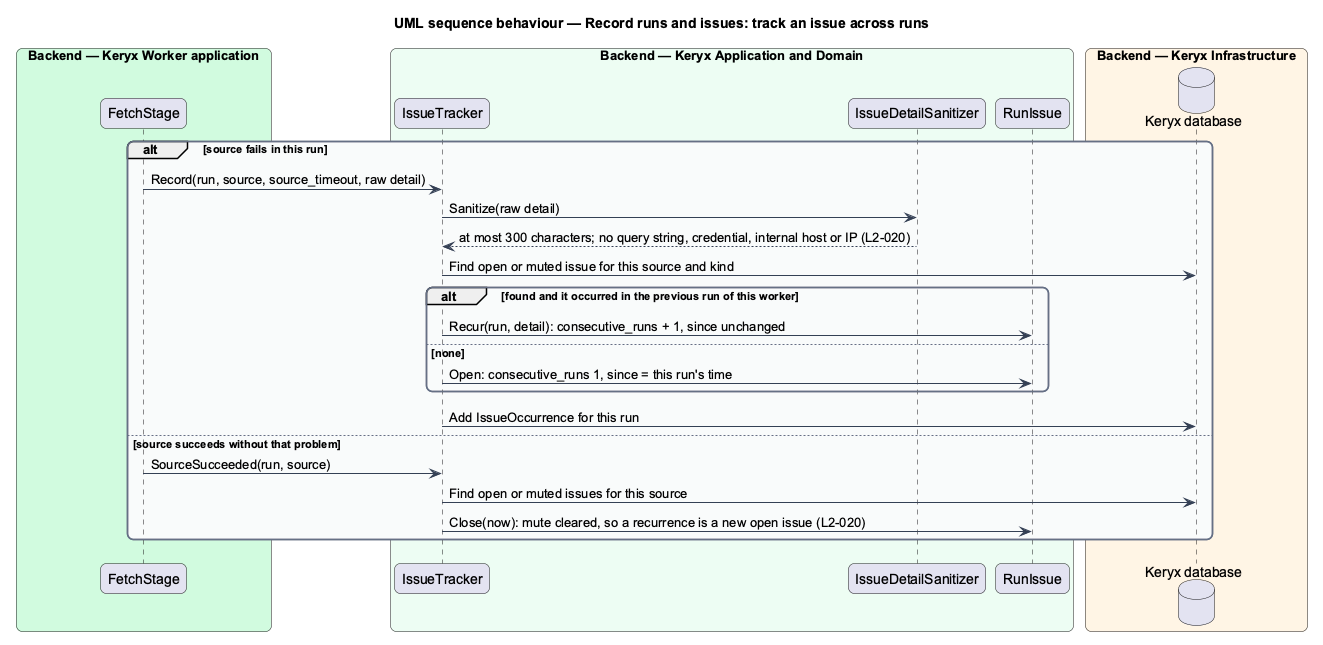 UML sequence behaviour — Record runs and issues: track an issue across runs
Backend — Keryx Worker application
Backend — Keryx Application and Domain
Backend — Keryx Infrastructure
FetchStage
IssueTracker
IssueDetailSanitizer
RunIssue
Keryx database
alt
[source fails in this run]
Record(run, source, source_timeout, raw detail)
Sanitize(raw detail)
at most 300 characters; no query string, credential, internal host or IP (L2-020)
Find open or muted issue for this source and kind
alt
[found and it occurred in the previous run of this worker]
Recur(run, detail): consecutive_runs + 1, since unchanged
[none]
Open: consecutive_runs 1, since = this run's time
Add IssueOccurrence for this run
[source succeeds without that problem]
SourceSucceeded(run, source)
Find open or muted issues for this source
Close(now): mute cleared, so a recurrence is a new open issue (L2-020)
FetchStage
IssueTracker
IssueDetailSanitizer
RunIssue
Keryx database